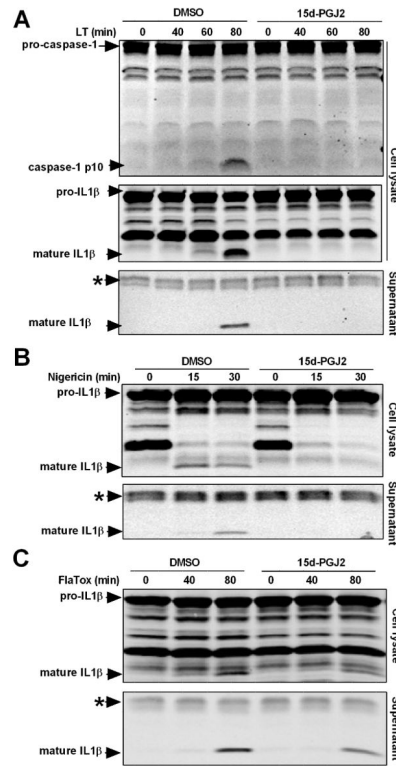 A
DMSO 15d-PGJ2
LT (min) 0 40 60 80 0 40 60 80
pro-caspase-1
caspase-1 p10
pro-IL1β
mature IL1β
Cell lysate
*
mature IL1β
Supernatant
B
DMSO 15d-PGJ2
Nigericin (min) 0 15 30 0 15 30
pro-IL1β
mature IL1β
Cell lysate
*
mature IL1β
Supernatant
C
DMSO 15d-PGJ2
FlaTox(min) 0 40 80 0 40 80
pro-IL1β
mature IL1β
Cell lysate
*
mature IL1β
Supernatant